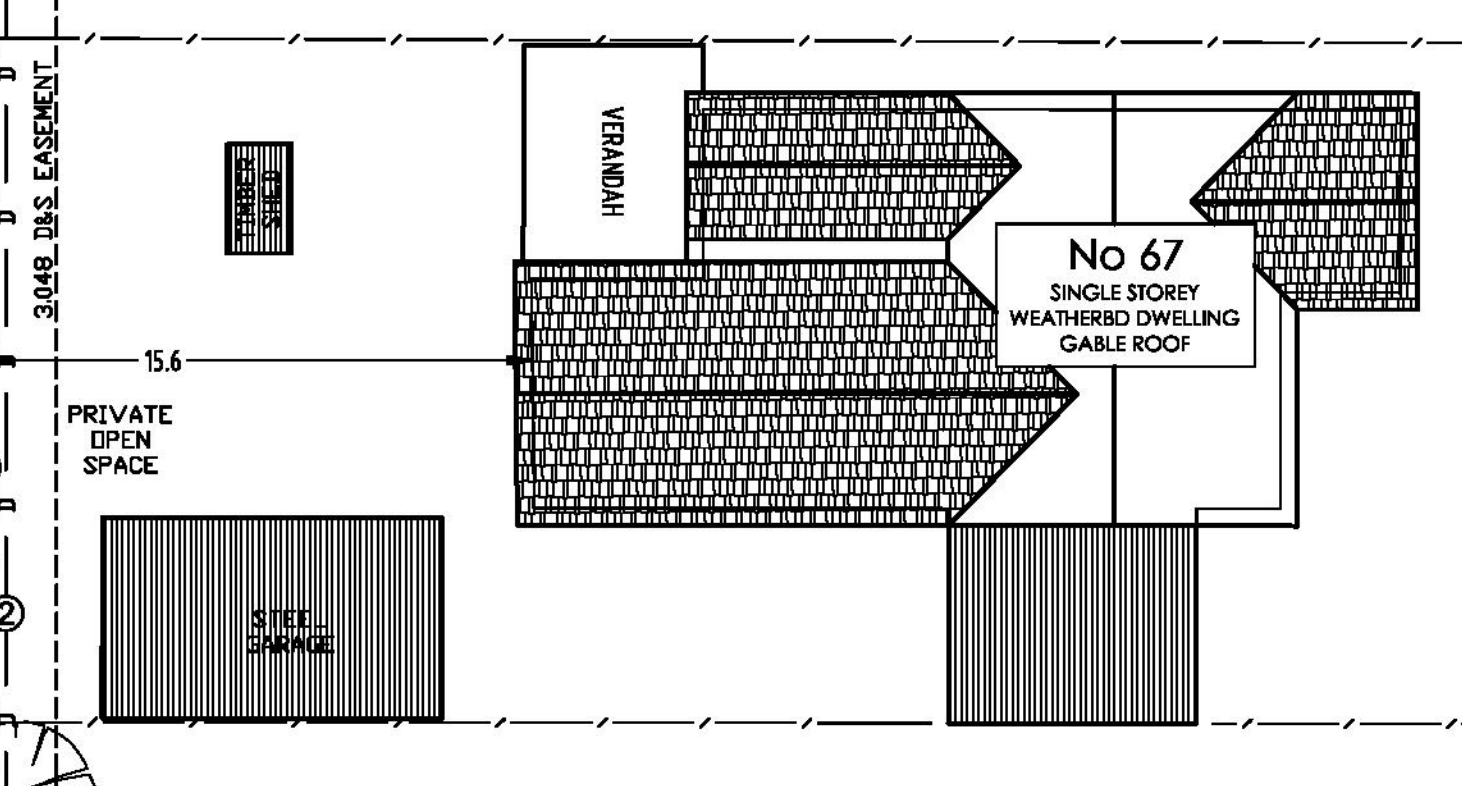 3.048 D&S EASEMENT
TIMBER
SHED
VERANDAH
No 67
SINGLE STOREY
WEATHERBD DWELLING
GABLE ROOF
15.6
PRIVATE
OPEN
SPACE
STEEL
GARAGE
2
D
D
D